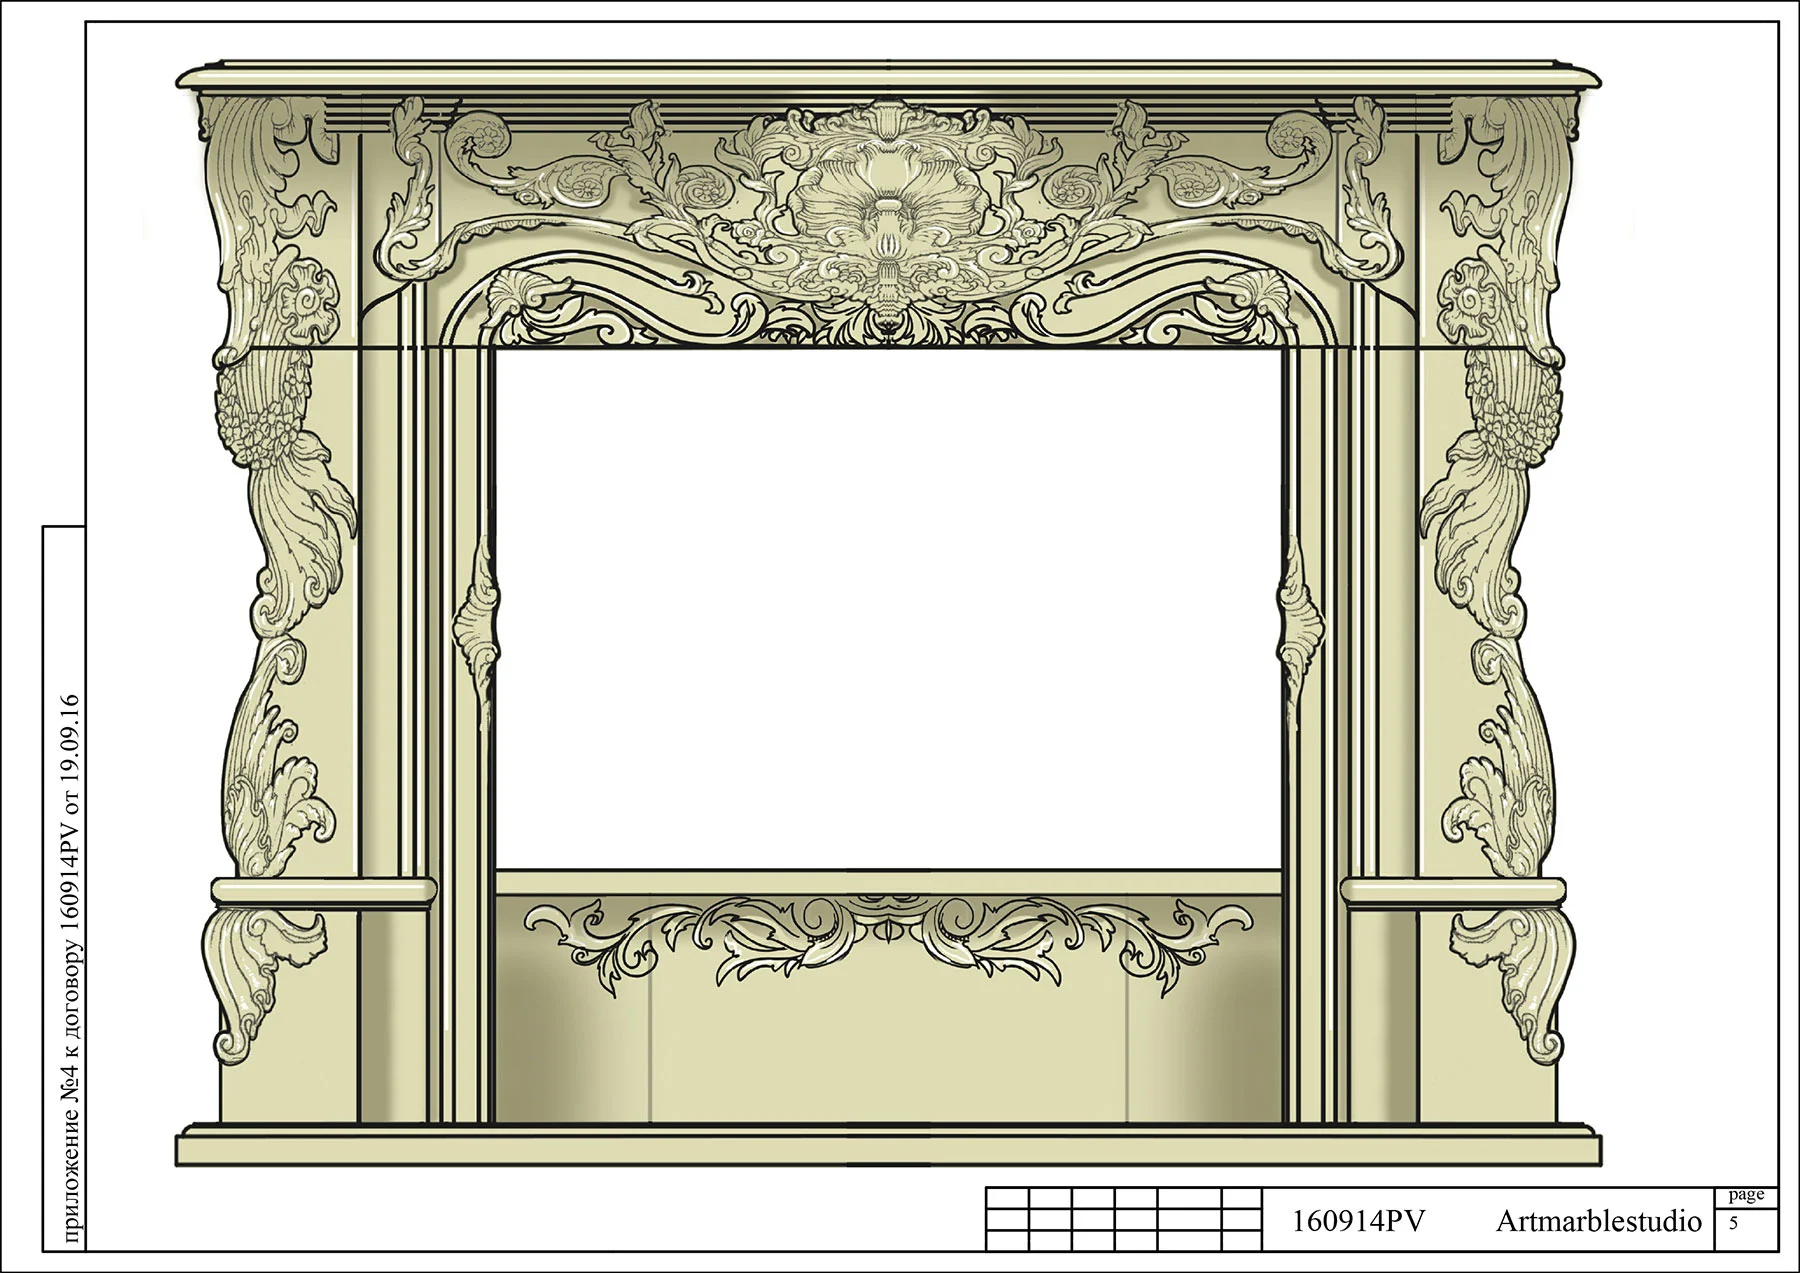 приложение №4 к договору 160914PV от 19.09.16
160914PV
Artmarblestudio
page
5